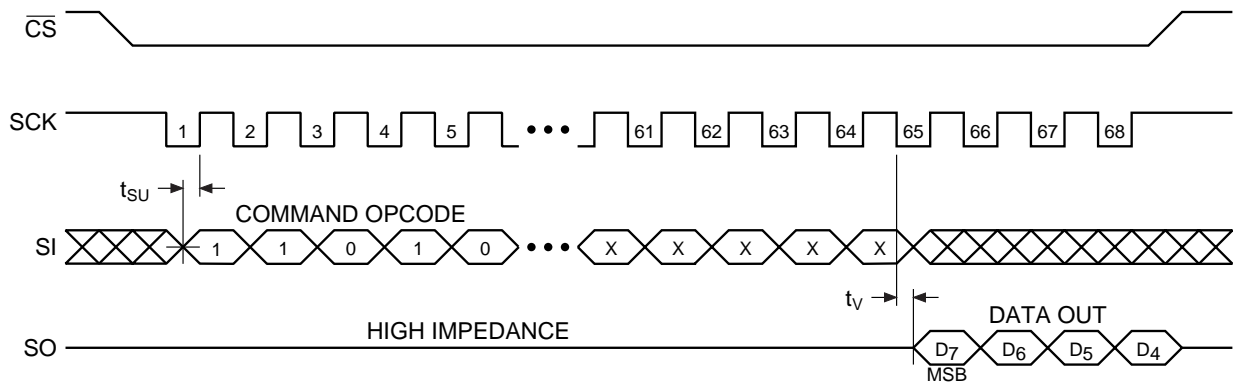 CS
SCK 1 2 3 4 5 ••• 61 62 63 64 65 66 67 68
tSU
COMMAND OPCODE
SI 1 1 0 1 0 ••• X X X X X
tV
HIGH IMPEDANCE
DATA OUT
SO D7 D6 D5 D4
MSB